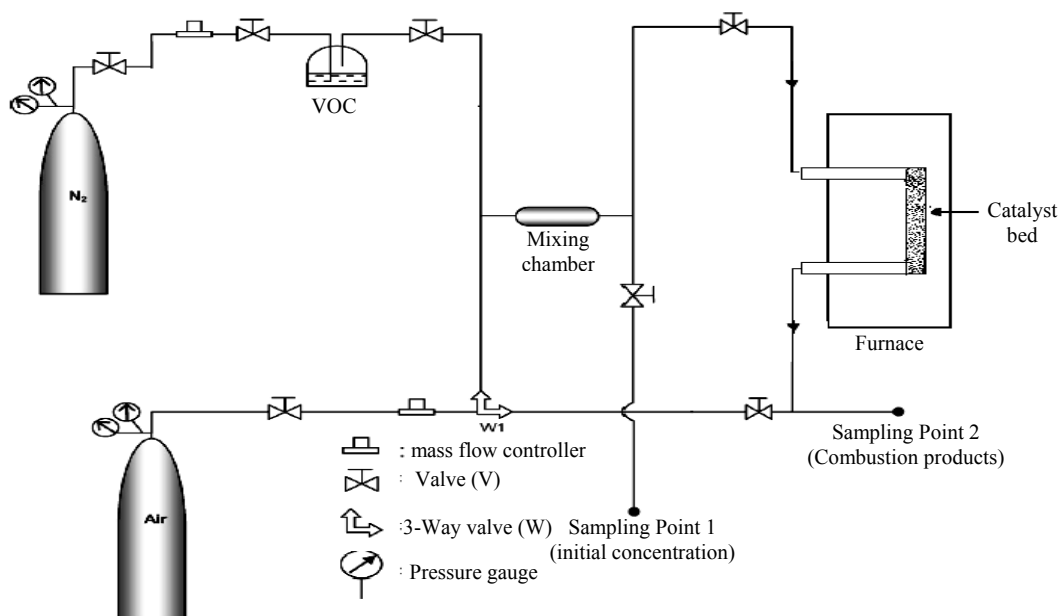 VOC
N₂
Mixing
chamber
Catalyst
bed
Furnace
W1
Air
: mass flow controller
: Valve (V)
:3-Way valve (W)
: Pressure gauge
Sampling Point 1
(initial concentration)
Sampling Point 2
(Combustion products)